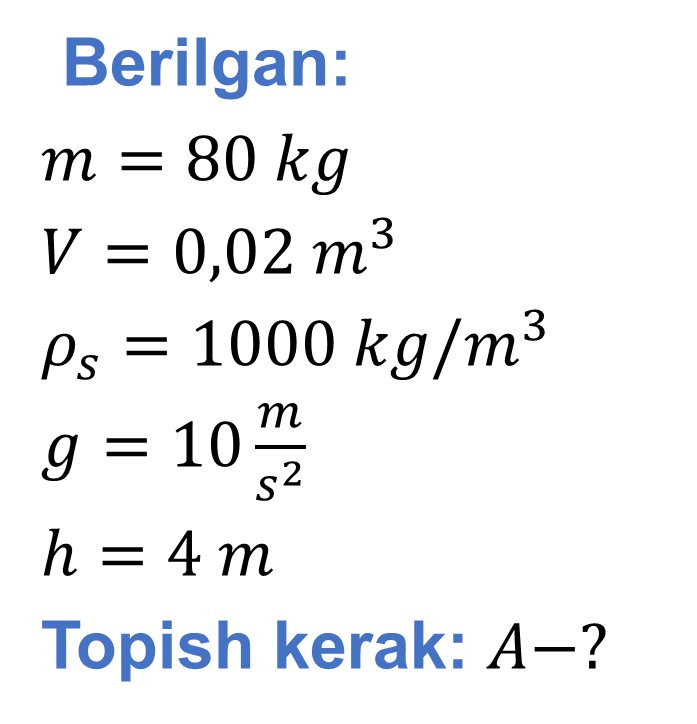 Berilgan:
m = 80 kg
V = 0,02 m³
ρₛ = 1000 kg/m³
g = 10 m/s²
h = 4 m
Topish kerak: A−?